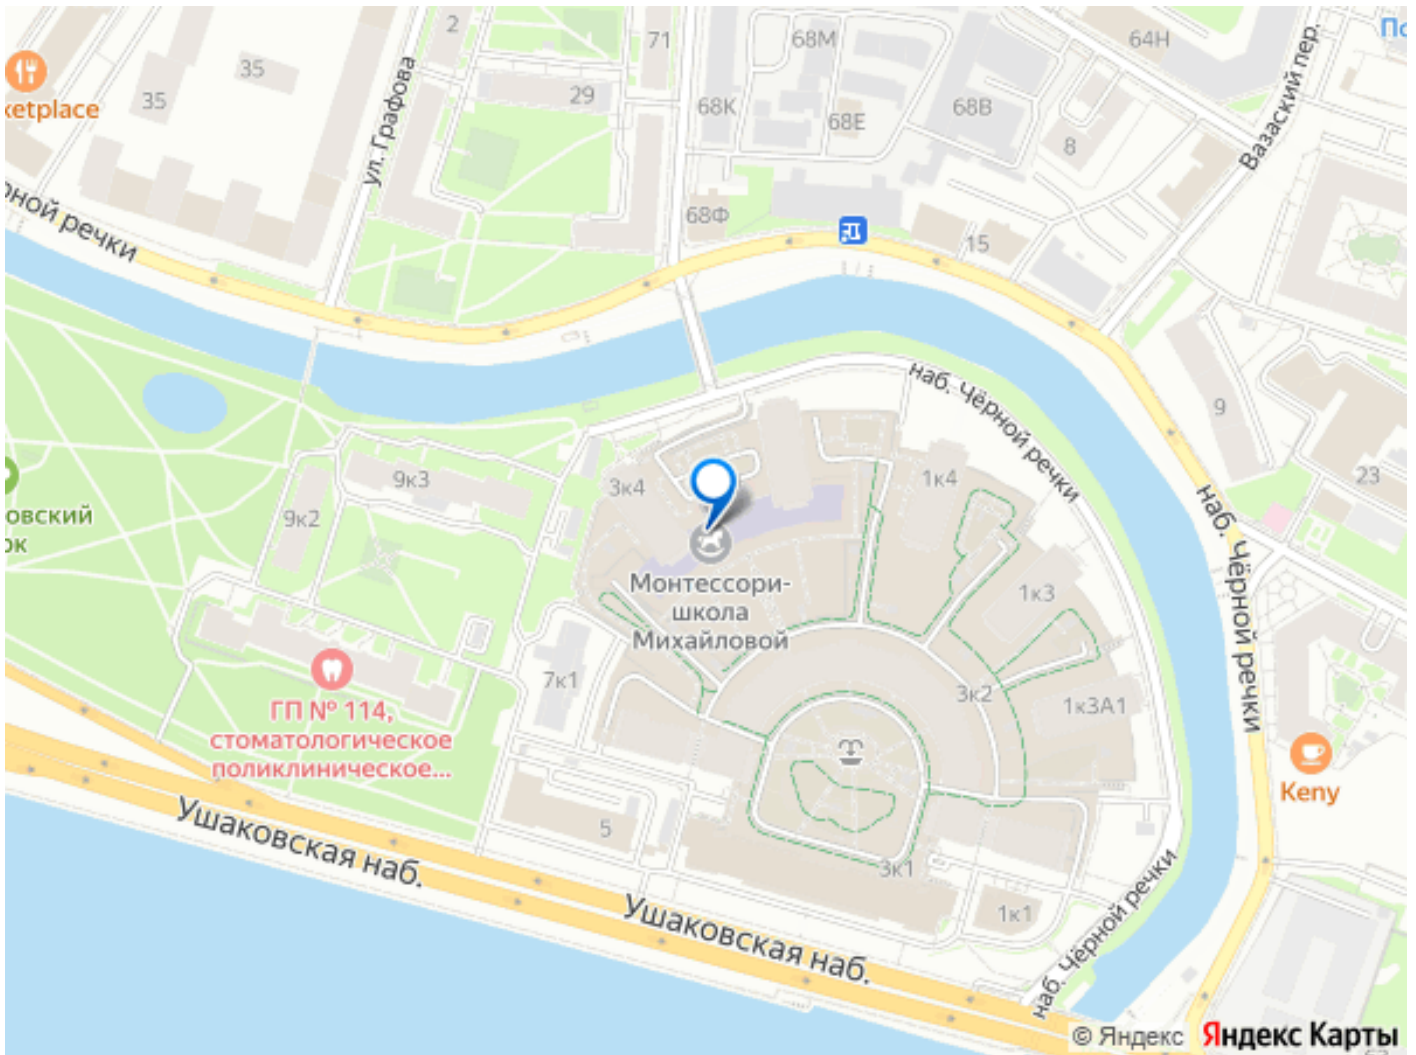 2
71
68М
64Н
Вазаский пер.
35
35
29
68К
68Е
68В
8
ketplace
ул. Графова
68Ф
15
рной речки
наб. Чёрной речки
9
23
9к3
3к4
1к4
9к2
овский
наб. Чёрной речки
Монтессори-
школа
Михайловой
1к3
7к1
3к2
1к3А1
ГП № 114,
стоматологическое
поликлиническое...
Keny
Ушаковская наб.
5
3к1
1к1
Ушаковская наб.
наб. Чёрной речки
© Яндекс Яндекс Карты